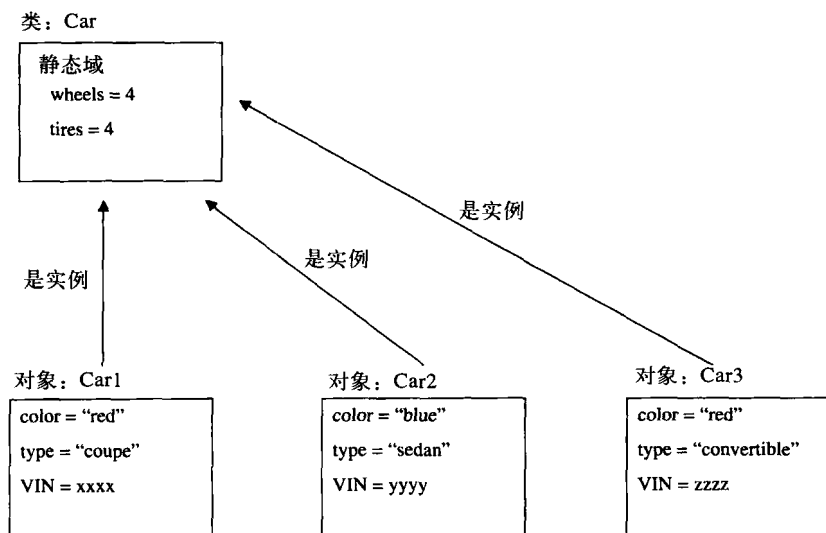 类：Car
静态域
wheels = 4
tires = 4
是实例
是实例
是实例
对象：Car1
对象：Car2
对象：Car3
color = “red”
type = “coupe”
VIN = xxxx
color = “blue”
type = “sedan”
VIN = yyyy
color = “red”
type = “convertible”
VIN = zzzz